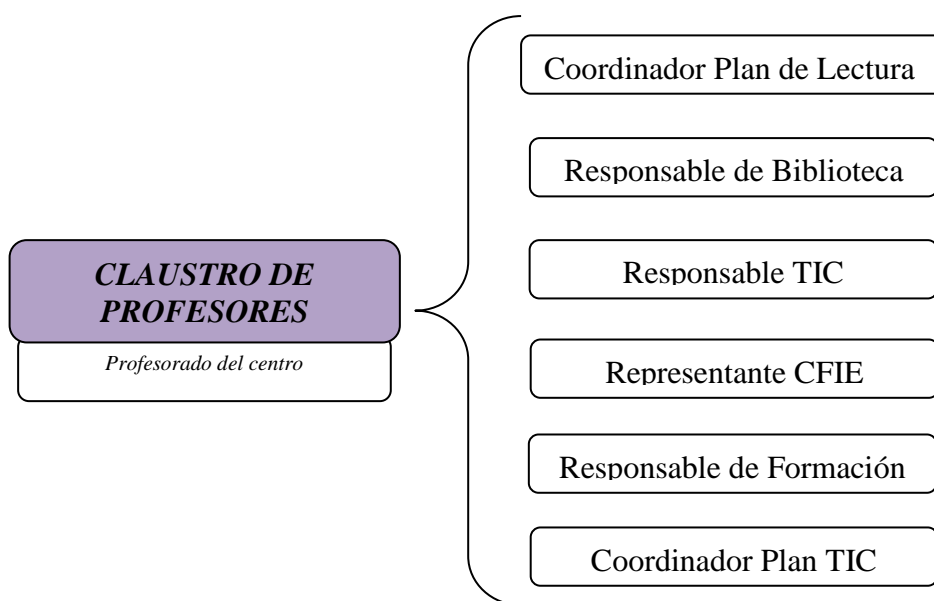 CLAUSTRO DE
PROFESORES
Profesorado del centro
Coordinador Plan de Lectura
Responsable de Biblioteca
Responsable TIC
Representante CFIE
Responsable de Formación
Coordinador Plan TIC